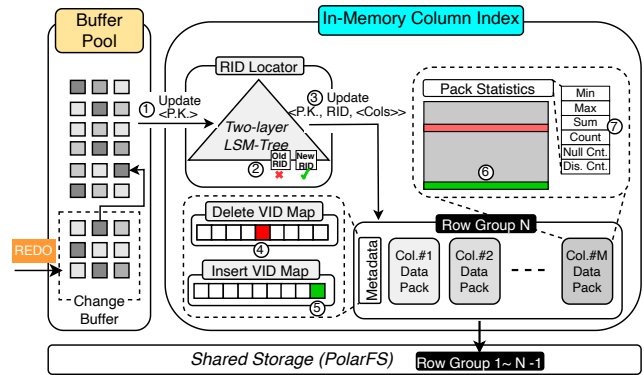 Buffer
Pool
REDO
Change
Buffer
In-Memory Column Index
RID Locator
① Update
<P.K.>
Two-layer
LSM-Tree
②
Old
RID
New
RID
③ Update
<P.K., RID, <Cols>>
Pack Statistics
Min
Max
Sum
Count
Null Cnt.
Dis. Cnt.
⑦
⑥
Delete VID Map
④
Insert VID Map
⑤
Row Group N
Metadata
Col.#1
Data
Pack
Col.#2
Data
Pack
Col.#M
Data
Pack
Shared Storage (PolarFS)
Row Group 1~ N -1